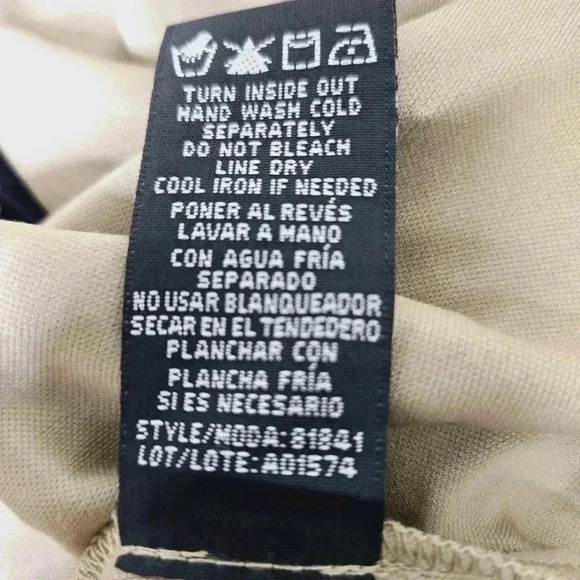 TURN INSIDE OUT
HAND WASH COLD
SEPARATELY
DO NOT BLEACH
LINE DRY
COOL IRON IF NEEDED
PONER AL REVÉS
LAVAR A MANO
CON AGUA FRÍA
SEPARADO
NO USAR BLANQUEADOR
SECAR EN EL TENDEDERO
PLANCHAR CON
PLANCHA FRÍA
SI ES NECESARIO
STYLE/MODA: 81841
LOT/LOTE: A01574